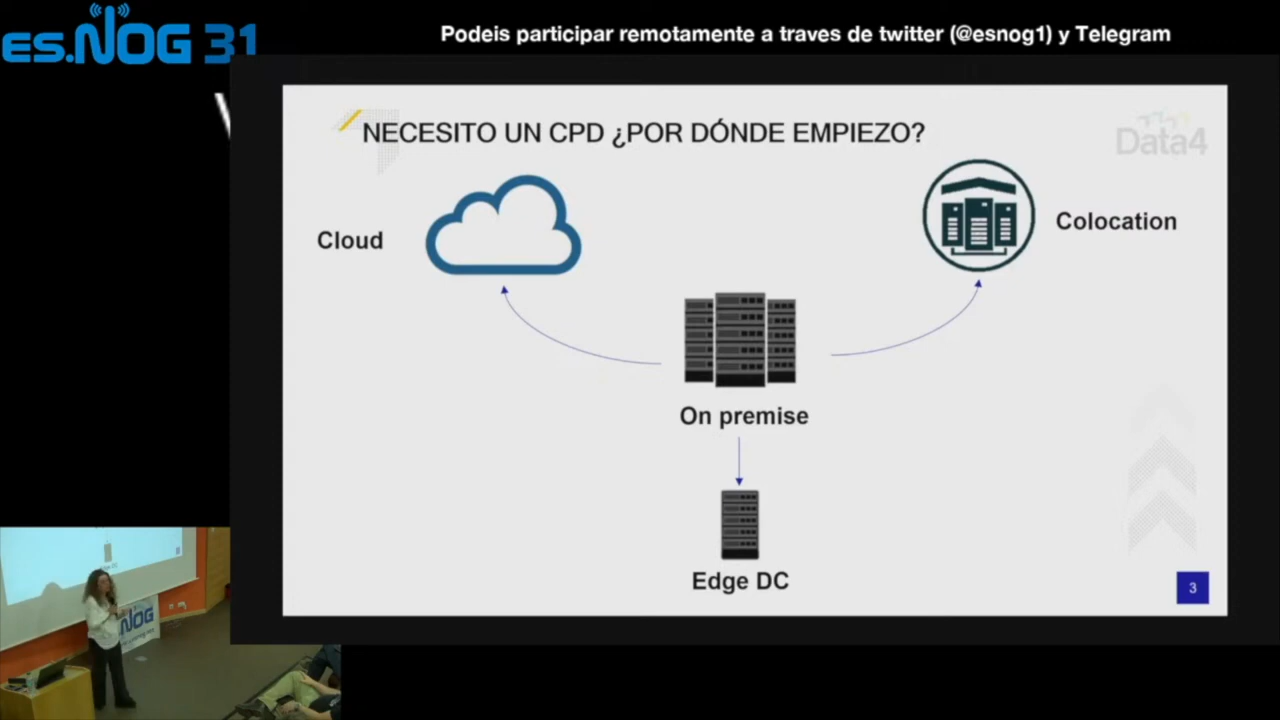 es.NOG 31
Podeis participar remotamente a traves de twitter (@esnog1) y Telegram
NECESITO UN CPD ¿POR DÓNDE EMPIEZO?
Data4
Cloud
Colocation
On premise
Edge DC
3
NOG